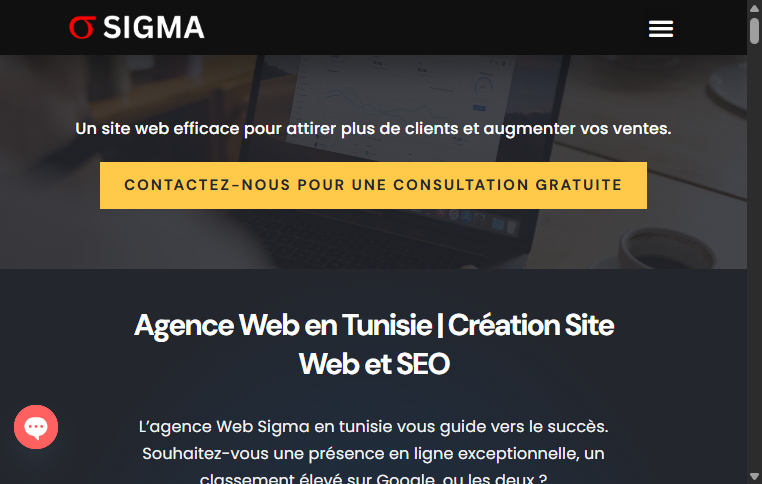 σ SIGMA
Un site web efficace pour attirer plus de clients et augmenter vos ventes.
CONTACTEZ-NOUS POUR UNE CONSULTATION GRATUITE
Agence Web en Tunisie | Création Site
Web et SEO
L’agence Web Sigma en tunisie vous guide vers le succès.
Souhaitez-vous une présence en ligne exceptionnelle, un
classement élevé sur Google, ou les deux ?